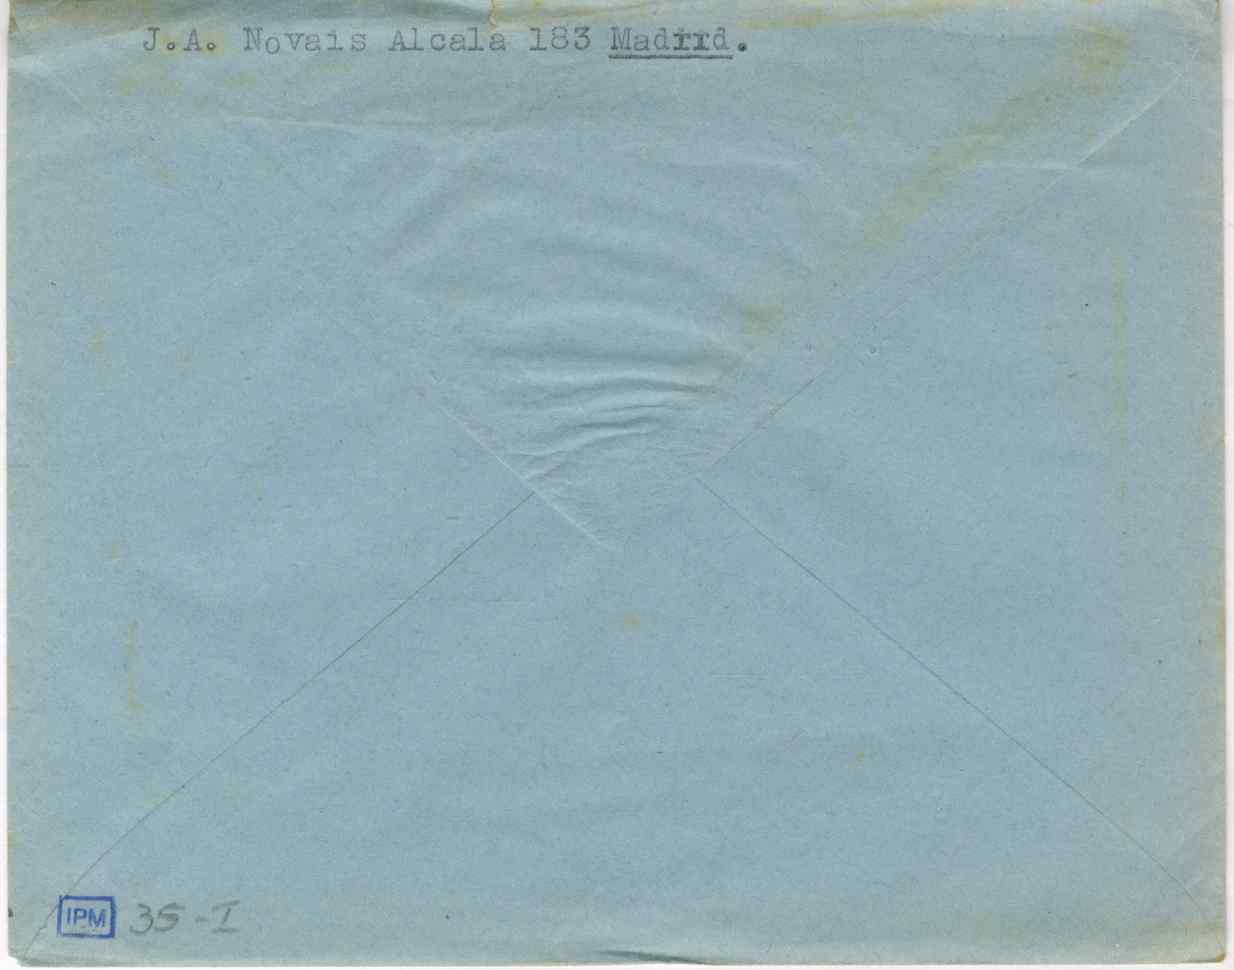 J.A. Novais Alcala 183 Madrid.
IPM 35-I